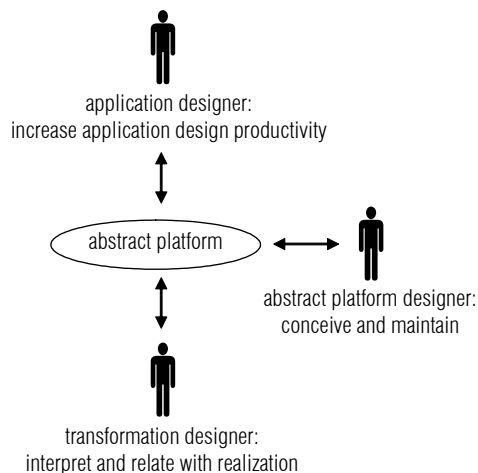 application designer:
increase application design productivity
abstract platform
abstract platform designer:
conceive and maintain
transformation designer:
interpret and relate with realization